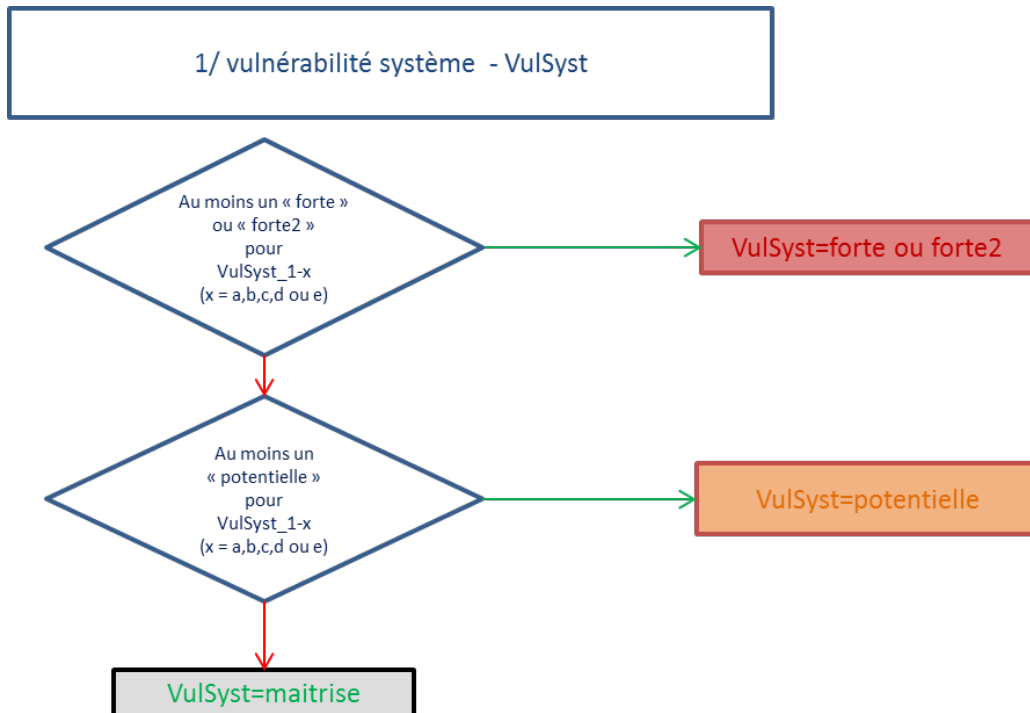 1/ vulnérabilité système - VulSyst
Au moins un « forte »
ou « forte2 »
pour
VulSyst_1-x
(x = a,b,c,d ou e)
VulSyst=forte ou forte2
Au moins un
« potentielle »
pour
VulSyst_1-x
(x = a,b,c,d ou e)
VulSyst=potentielle
VulSyst=maitrise